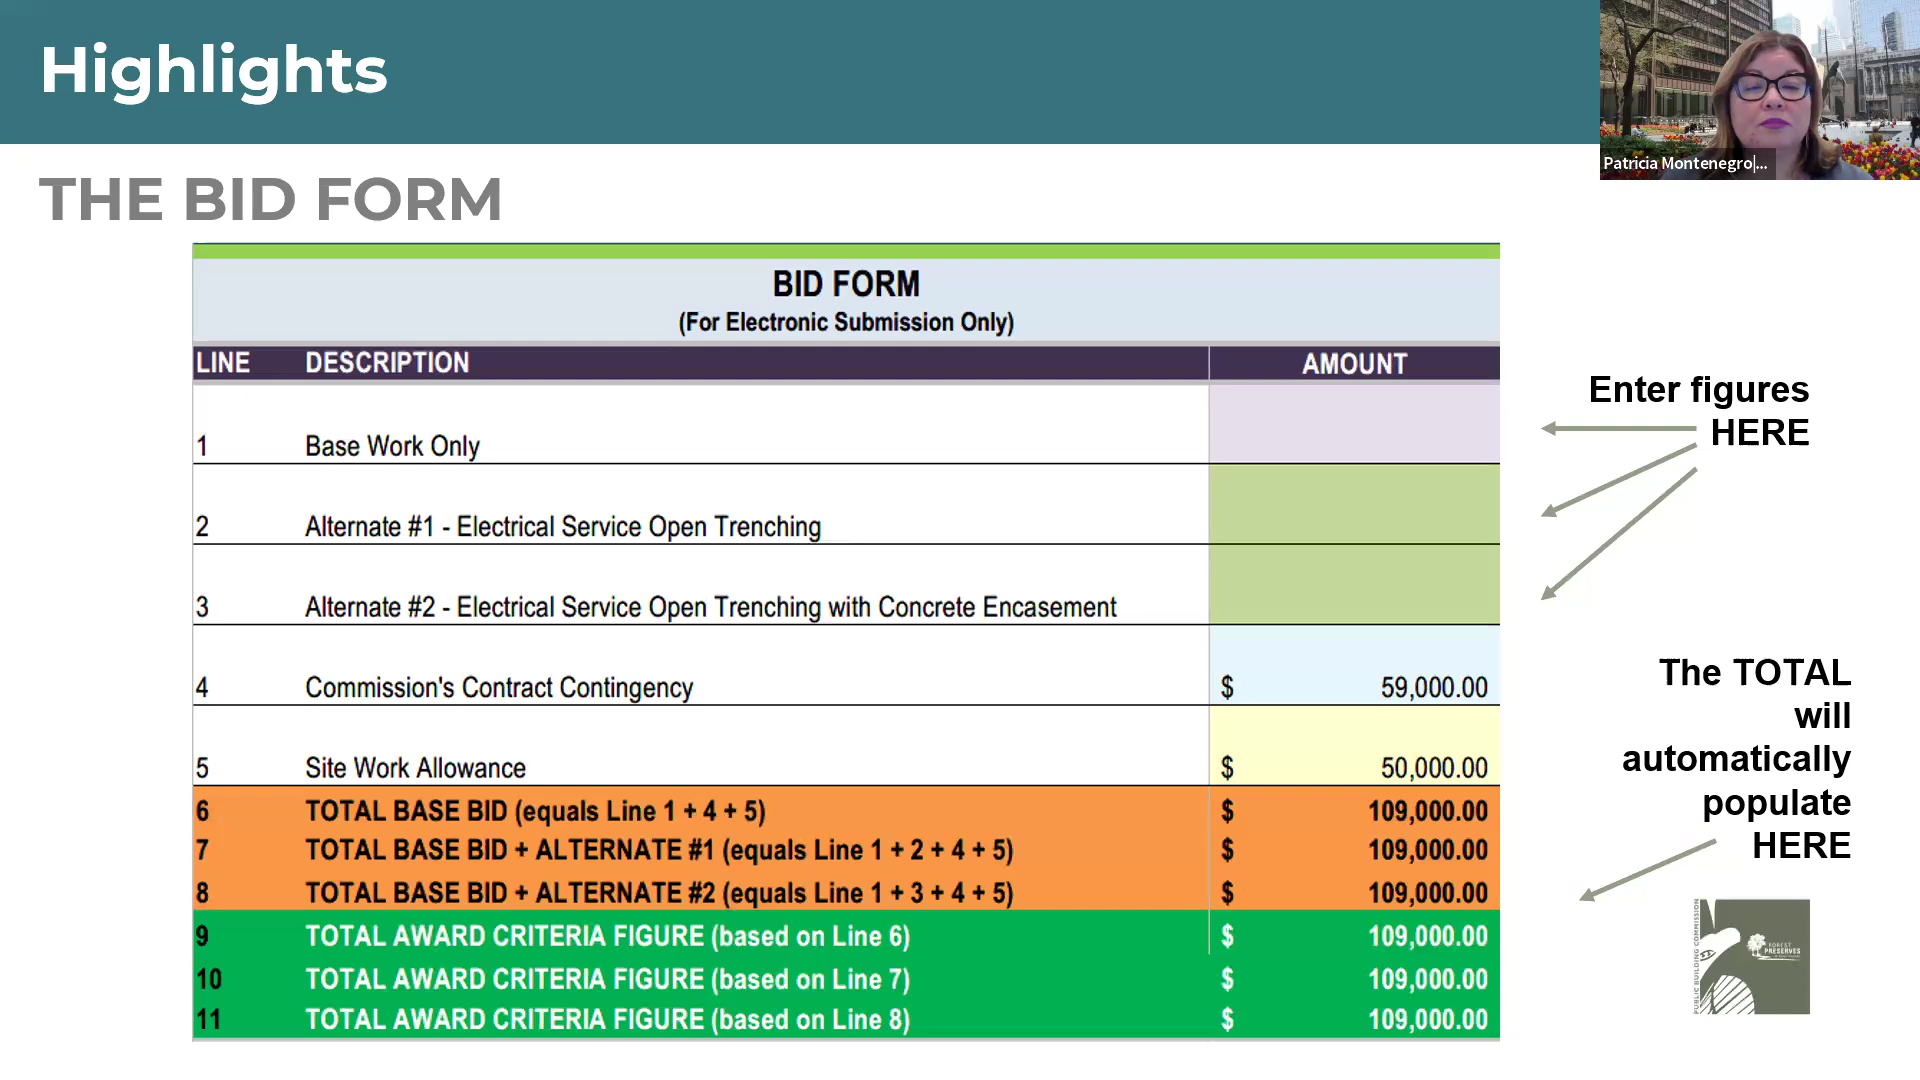 Highlights
Patricia Montenegro|...
THE BID FORM
BID FORM
(For Electronic Submission Only)
LINE DESCRIPTION AMOUNT
1 Base Work Only
2 Alternate #1 - Electrical Service Open Trenching
3 Alternate #2 - Electrical Service Open Trenching with Concrete Encasement
4 Commission's Contract Contingency $ 59,000.00
5 Site Work Allowance $ 50,000.00
6 TOTAL BASE BID (equals Line 1 + 4 + 5) $ 109,000.00
7 TOTAL BASE BID + ALTERNATE #1 (equals Line 1 + 2 + 4 + 5) $ 109,000.00
8 TOTAL BASE BID + ALTERNATE #2 (equals Line 1 + 3 + 4 + 5) $ 109,000.00
9 TOTAL AWARD CRITERIA FIGURE (based on Line 6) $ 109,000.00
10 TOTAL AWARD CRITERIA FIGURE (based on Line 7) $ 109,000.00
11 TOTAL AWARD CRITERIA FIGURE (based on Line 8) $ 109,000.00
Enter figures
HERE
The TOTAL
will
automatically
populate
HERE
PUBLIC BUILDING COMMISSION
FOREST
PRESERVES